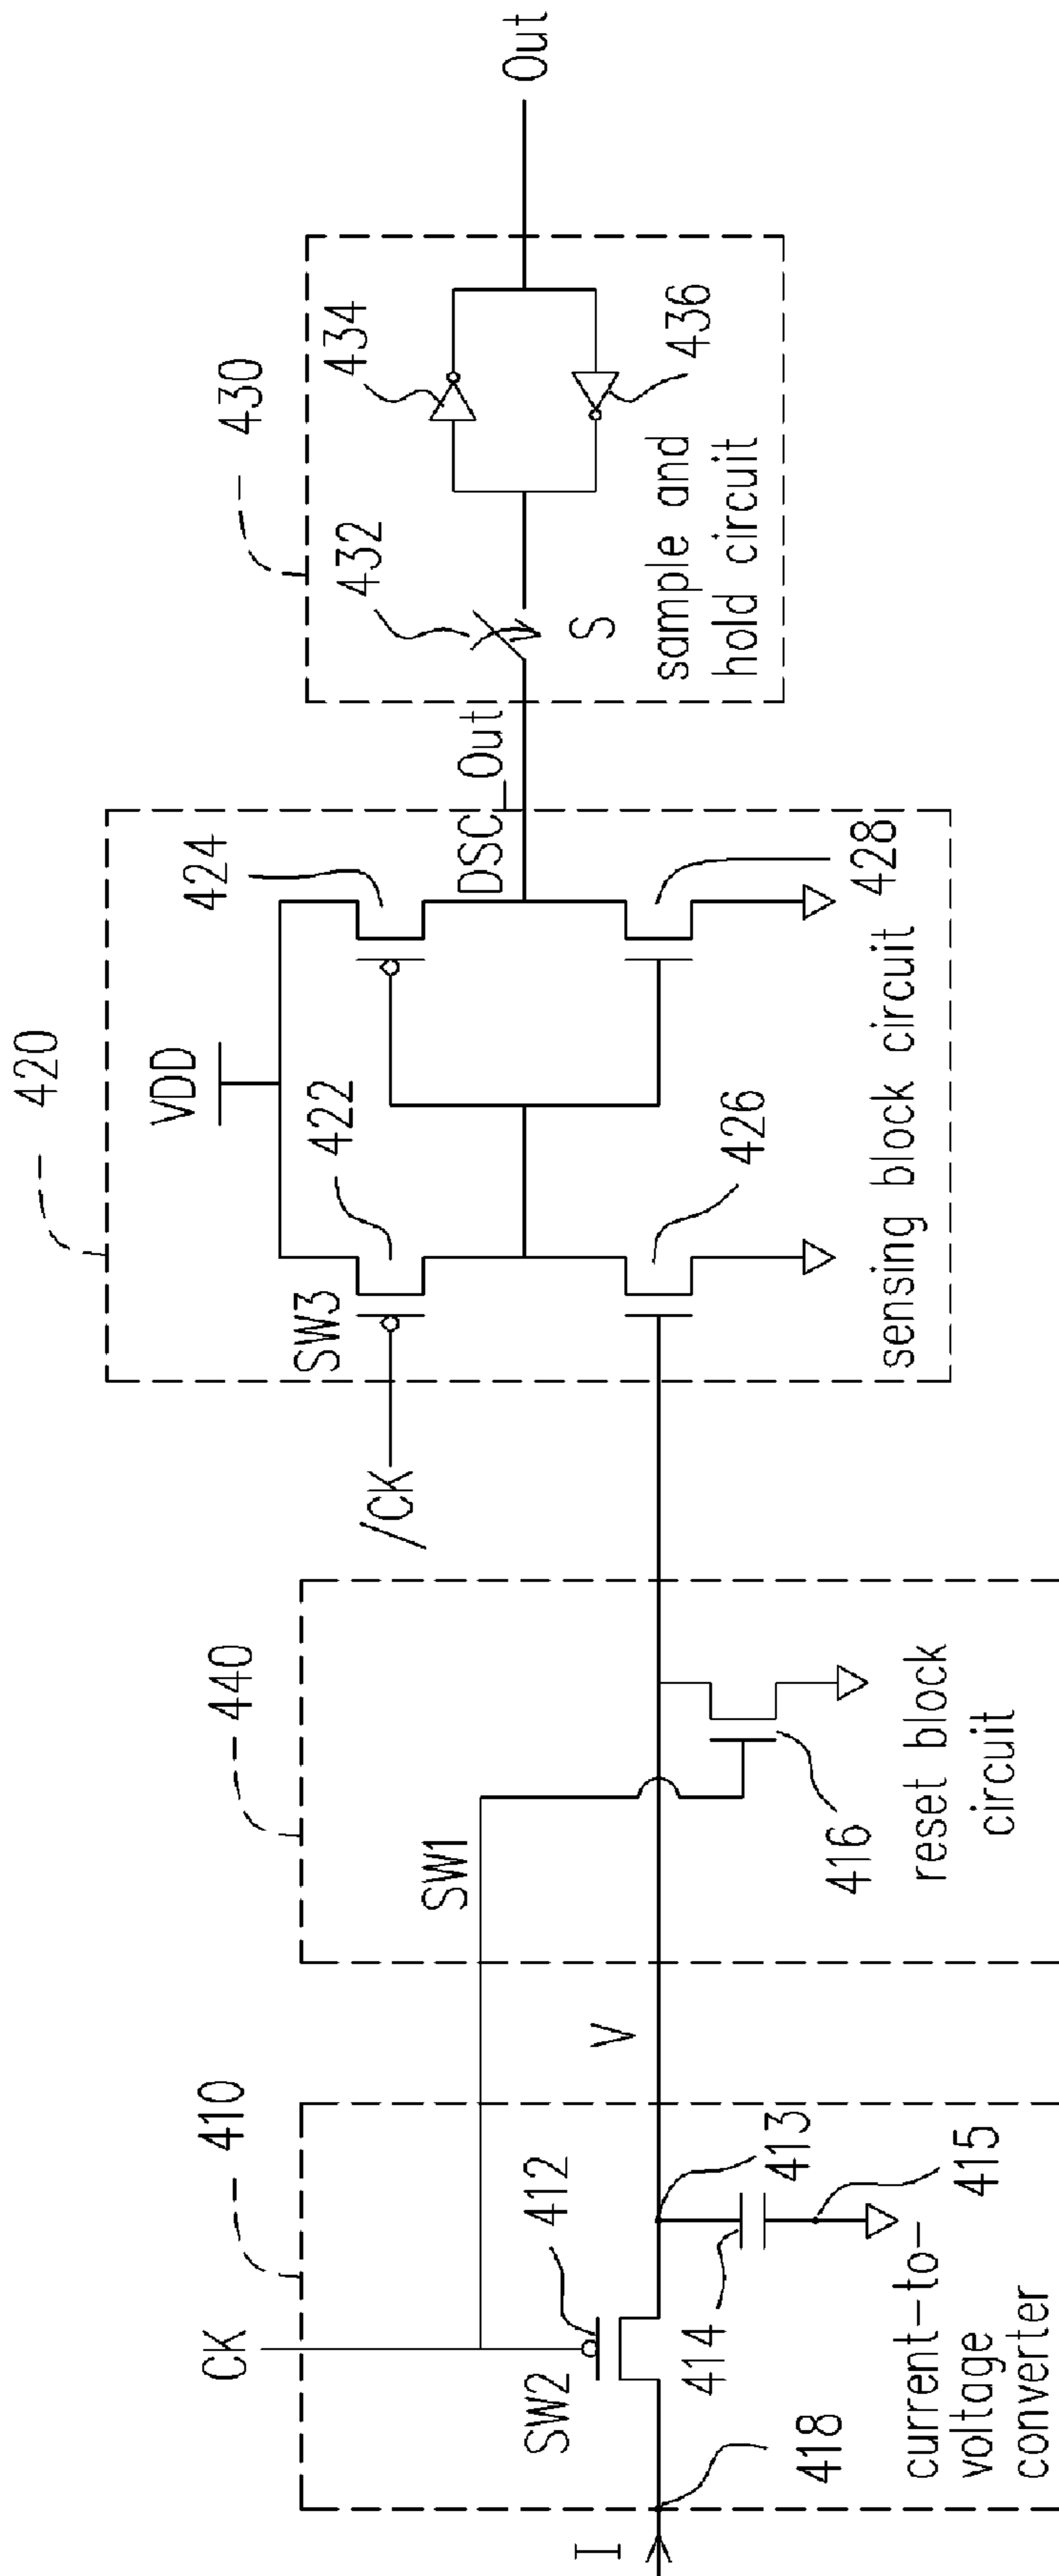 I
418
CK
410
SW2
412
414
413
415
current-to-
voltage
converter
V
440
SW1
416
reset block
circuit
/CK
420
VDD
SW3
422
424
426
428
DSC_Out
sensing block circuit
430
432
434
436
S
sample and
hold circuit
Out